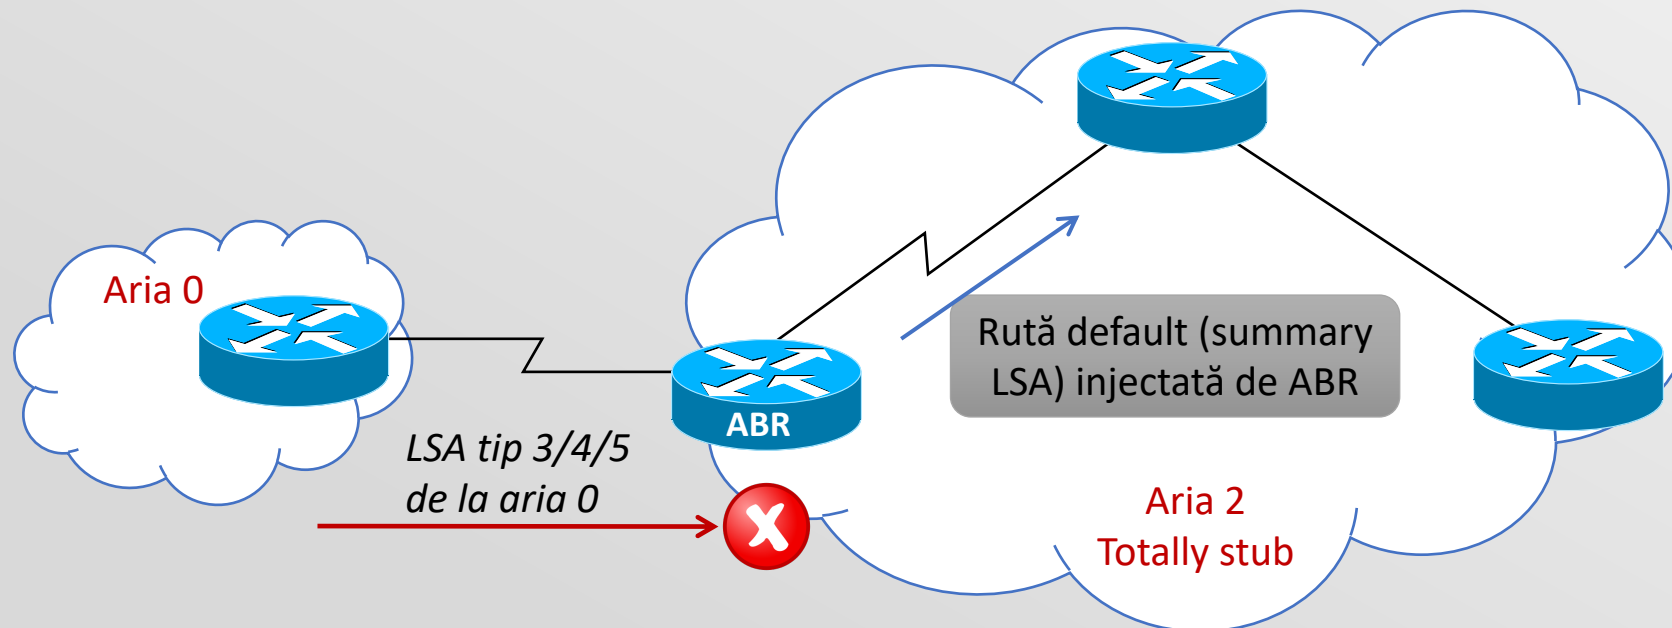 Aria 0
ABR
LSA tip 3/4/5
de la aria 0
Rută default (summary
LSA) injectată de ABR
Aria 2
Totally stub